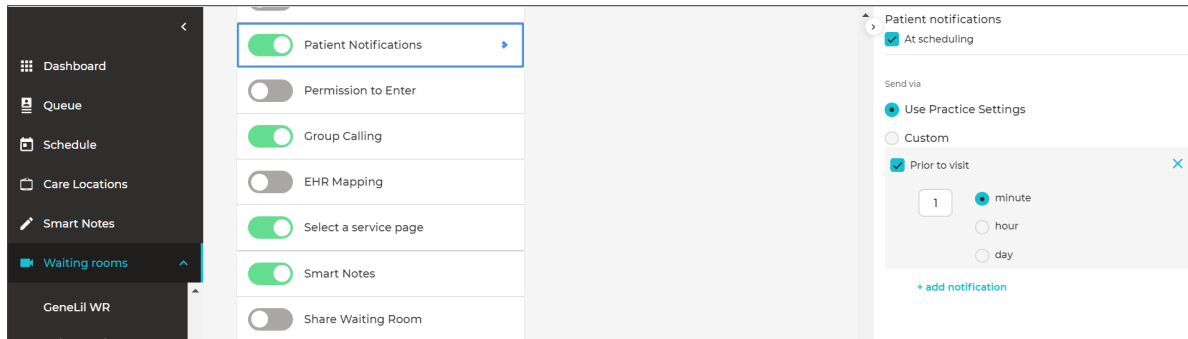 Dashboard
Queue
Schedule
Care Locations
Smart Notes
Waiting rooms
GeneLil WR
Patient Notifications
Permission to Enter
Group Calling
EHR Mapping
Select a service page
Smart Notes
Share Waiting Room
Patient notifications
At scheduling
Send via
Use Practice Settings
Custom
Prior to visit
1
minute
hour
day
+ add notification